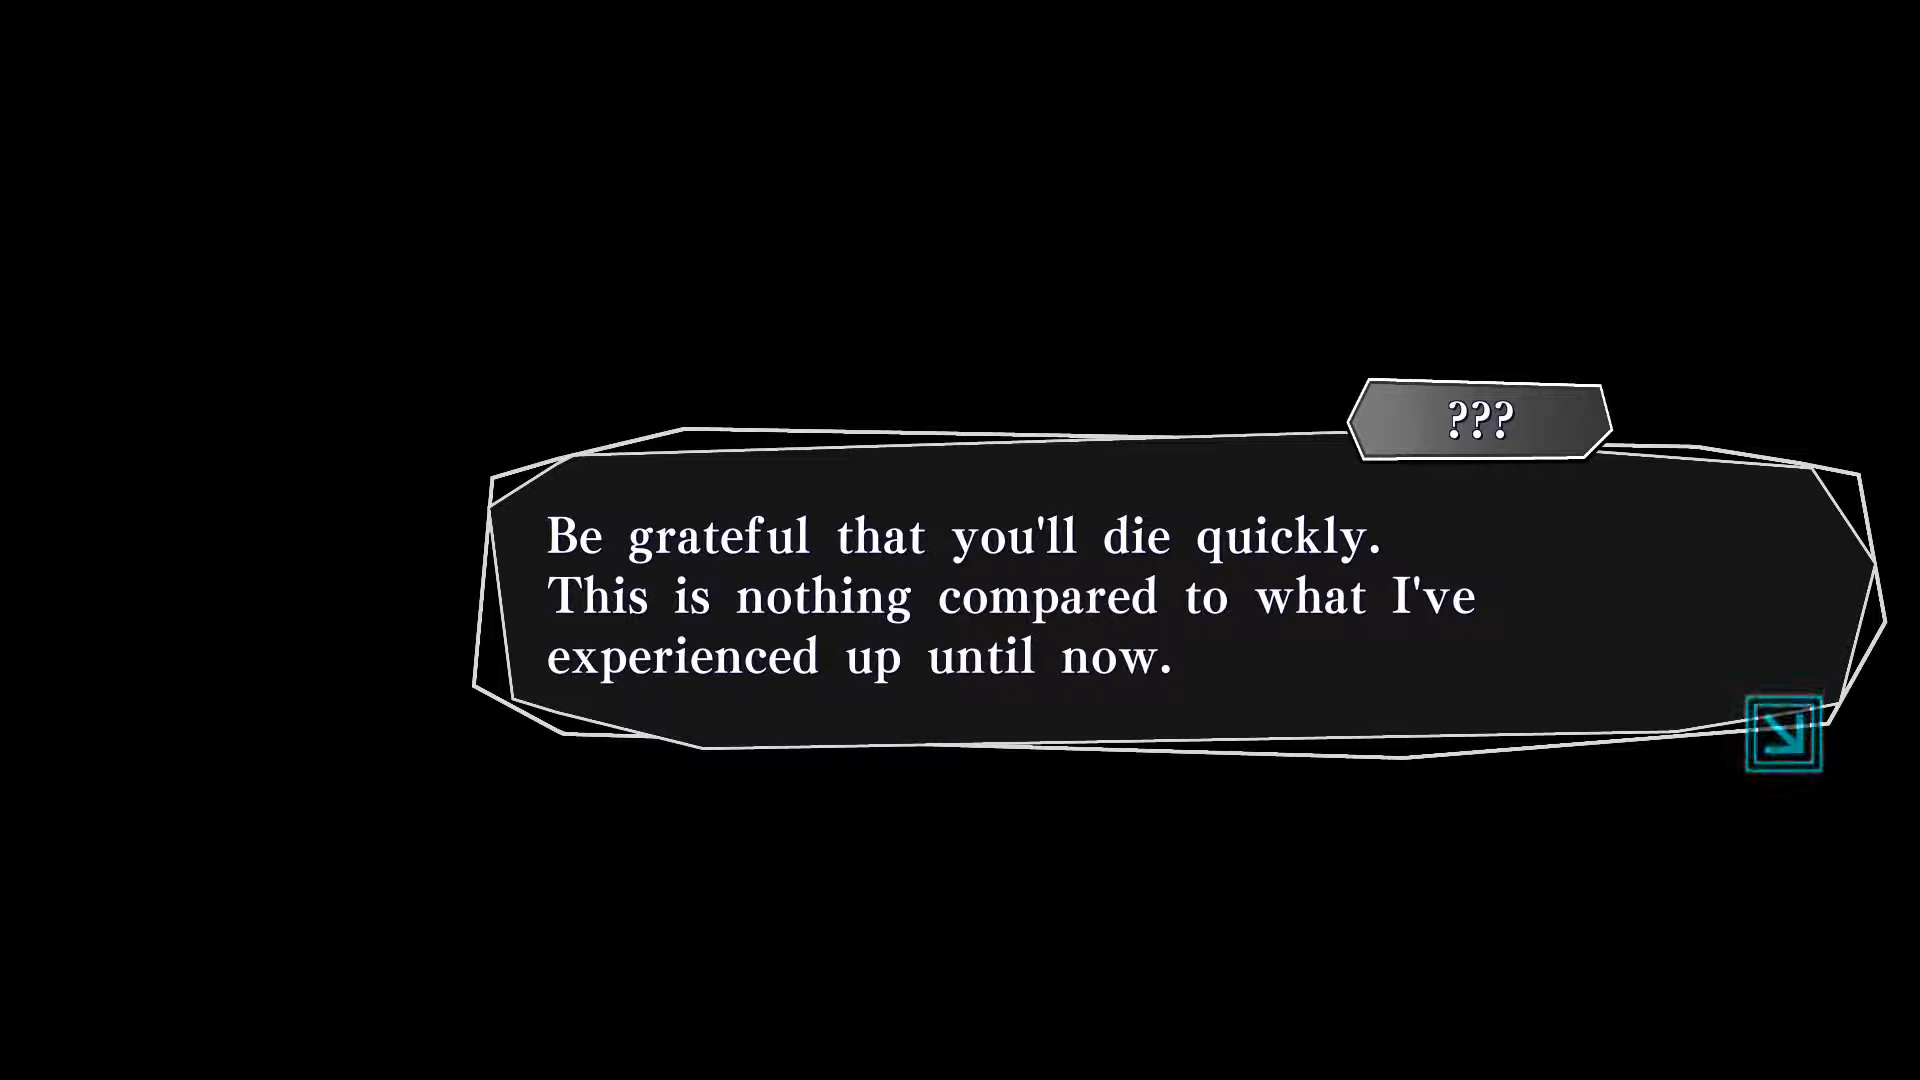 ???
Be grateful that you'll die quickly.
This is nothing compared to what I've
experienced up until now.